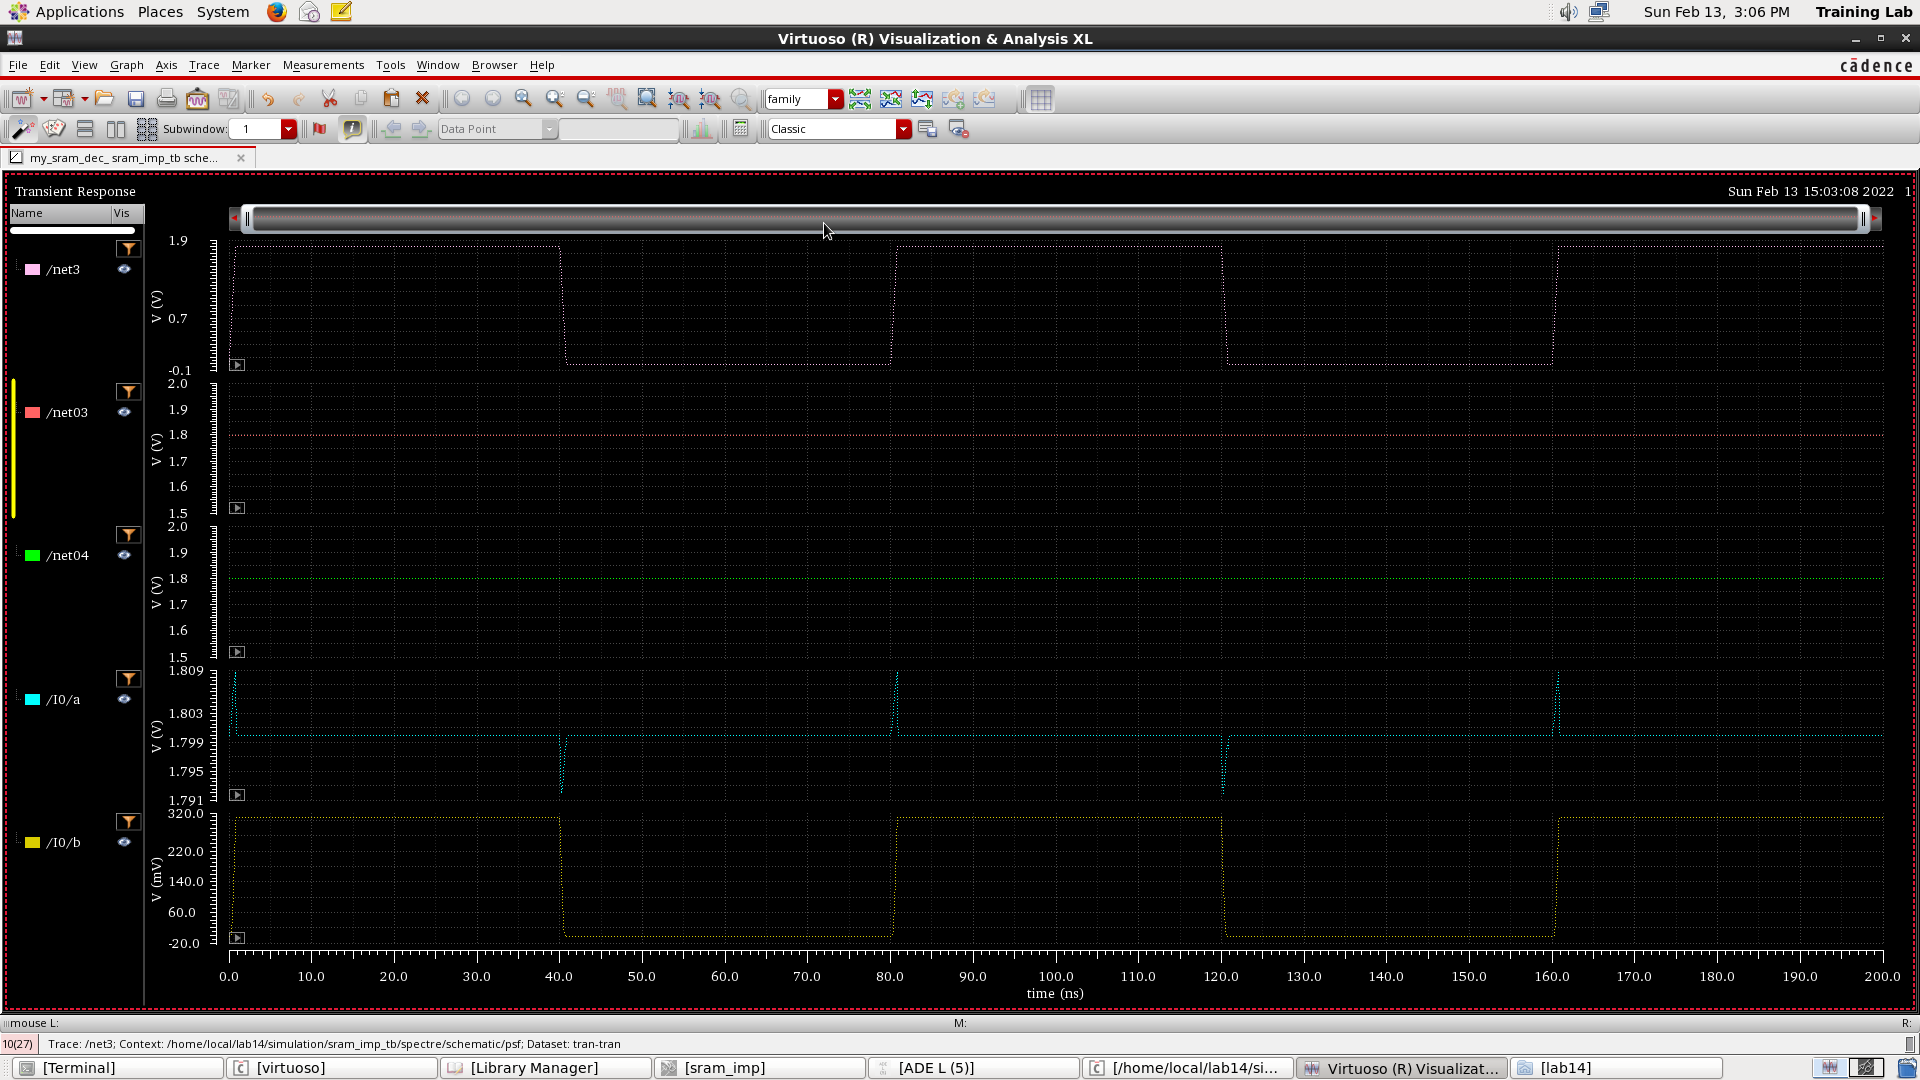 Applications Places System Sun Feb 13, 3:06 PM Training Lab
Virtuoso (R) Visualization & Analysis XL
File Edit View Graph Axis Trace Marker Measurements Tools Window Browser Help cādence
family
Subwindow: 1 Data Point Classic
my_sram_dec_ sram_imp_tb sche...
Transient Response Sun Feb 13 15:03:08 2022 1
Name Vis
/net3
V (V)
1.9
0.7
-0.1
/net03
V (V)
2.0
1.9
1.8
1.7
1.6
1.5
/net04
V (V)
2.0
1.9
1.8
1.7
1.6
1.5
/I0/a
V (V)
1.809
1.803
1.799
1.795
1.791
/I0/b
V (mV)
320.0
220.0
140.0
60.0
-20.0
0.0 10.0 20.0 30.0 40.0 50.0 60.0 70.0 80.0 90.0 100.0 110.0 120.0 130.0 140.0 150.0 160.0 170.0 180.0 190.0 200.0
time (ns)
mouse L: M: R:
10(27) Trace: /net3; Context: /home/local/lab14/simulation/sram_imp_tb/spectre/schematic/psf; Dataset: tran-tran
[Terminal] [virtuoso] [Library Manager] [sram_imp] [ADE L (5)] [/home/local/lab14/si... Virtuoso (R) Visualizat... [lab14]